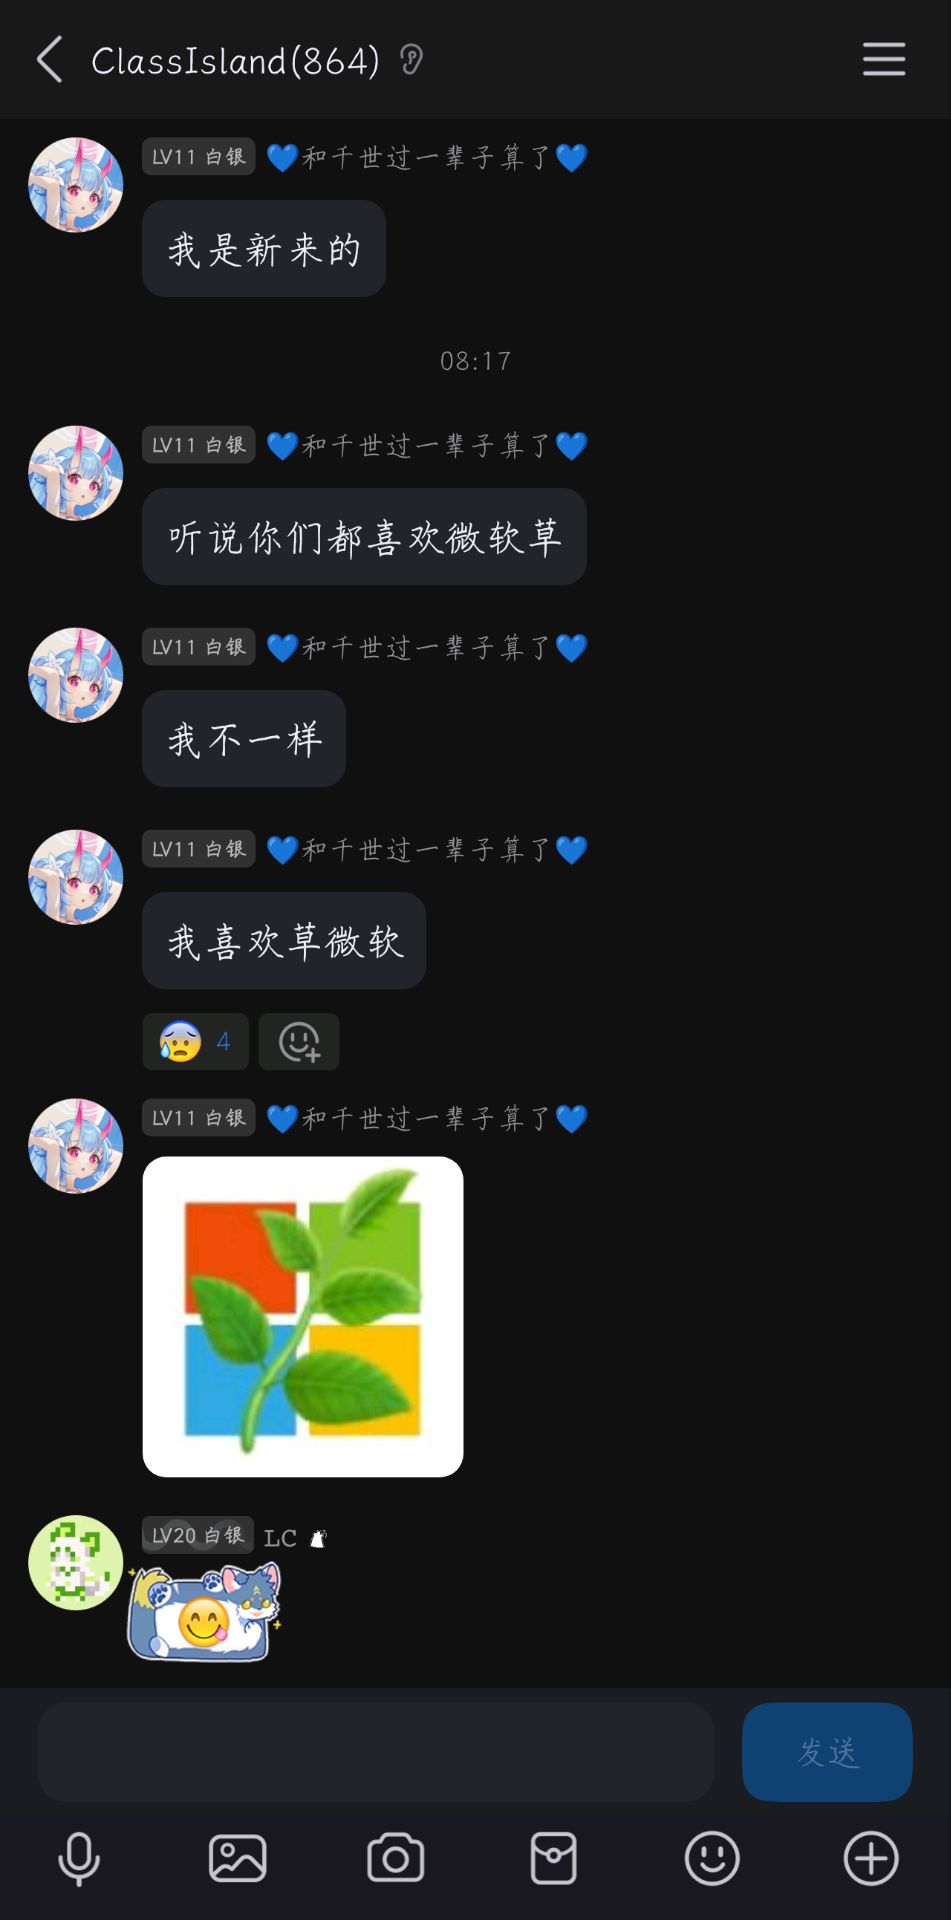 ClassIsland(864)
LV11 白银 💙和千世过一辈子算了💙
我是新来的
08:17
LV11 白银 💙和千世过一辈子算了💙
听说你们都喜欢微软草
LV11 白银 💙和千世过一辈子算了💙
我不一样
LV11 白银 💙和千世过一辈子算了💙
我喜欢草微软
4
LV11 白银 💙和千世过一辈子算了💙
LV20 白银 LC
发送